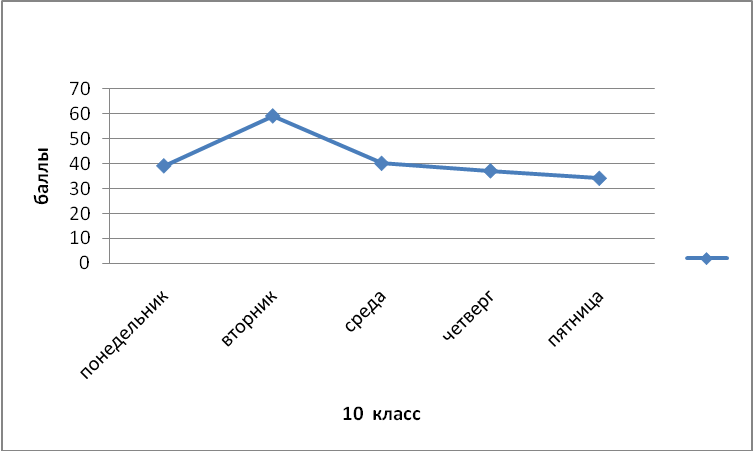 70
60
50
40
30
20
10
0
баллы
понедельник
вторник
среда
четверг
пятница
10 класс